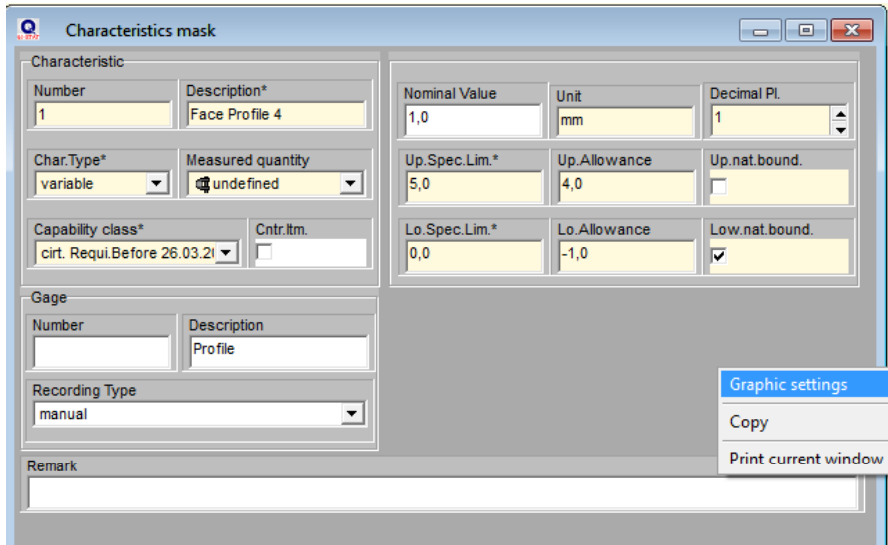 Characteristics mask
Characteristic
Number
Description*
1
Face Profile 4
Char.Type*
Measured quantity
variable
undefined
Capability class*
Cntr.Itm.
cirt. Requi.Before 26.03.2
Nominal Value
Unit
Decimal Pl.
1,0
mm
1
Up.Spec.Lim.*
Up.Allowance
Up.nat.bound.
5,0
4,0
Lo.Spec.Lim.*
Lo.Allowance
Low.nat.bound.
0,0
-1,0
Gage
Number
Description
Profile
Recording Type
manual
Graphic settings
Copy
Print current window
Remark